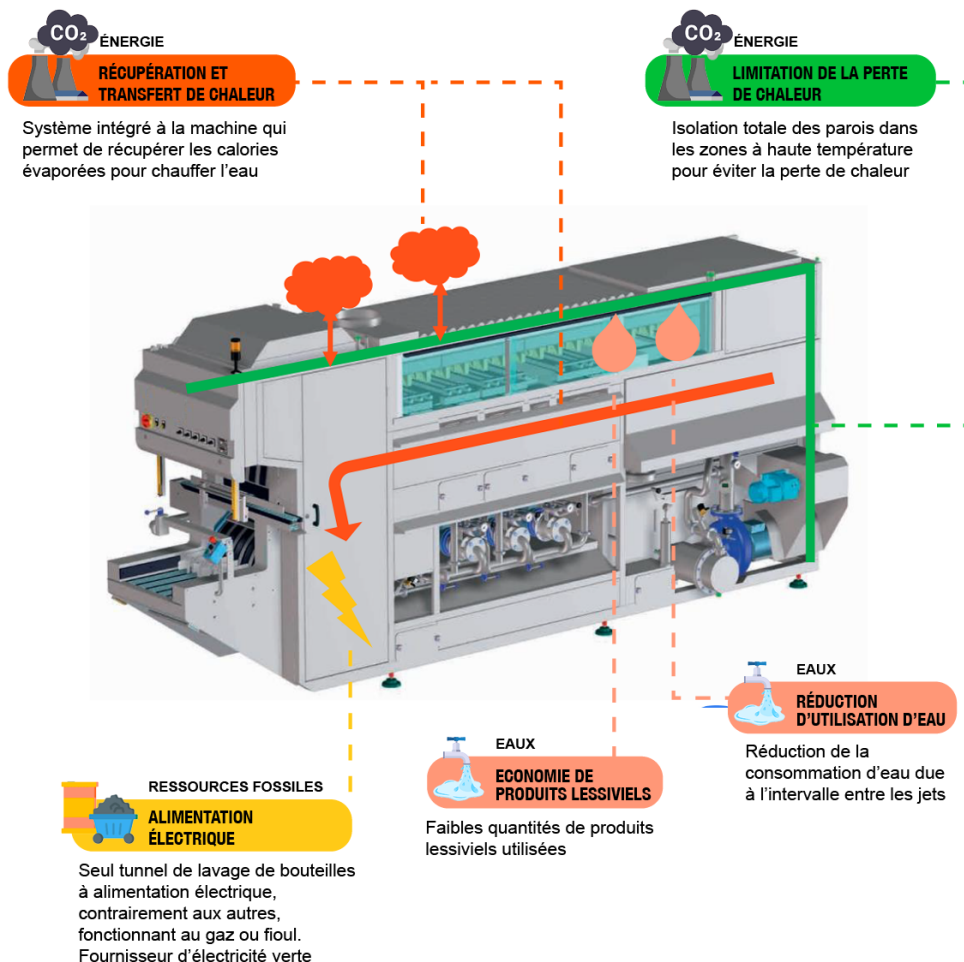 CO₂
ÉNERGIE
RÉCUPÉRATION ET
TRANSFERT DE CHALEUR
Système intégré à la machine qui
permet de récupérer les calories
évaporées pour chauffer l'eau
CO₂
ÉNERGIE
LIMITATION DE LA PERTE
DE CHALEUR
Isolation totale des parois dans
les zones à haute température
pour éviter la perte de chaleur
EAUX
RÉDUCTION
D'UTILISATION D'EAU
Réduction de la
consommation d'eau due
à l'intervalle entre les jets
EAUX
ECONOMIE DE
PRODUITS LESSIVIELS
Faibles quantités de produits
lessiviels utilisées
RESSOURCES FOSSILES
ALIMENTATION
ÉLECTRIQUE
Seul tunnel de lavage de bouteilles
à alimentation électrique,
contrairement aux autres,
fonctionnant au gaz ou fioul.
Fournisseur d'électricité verte